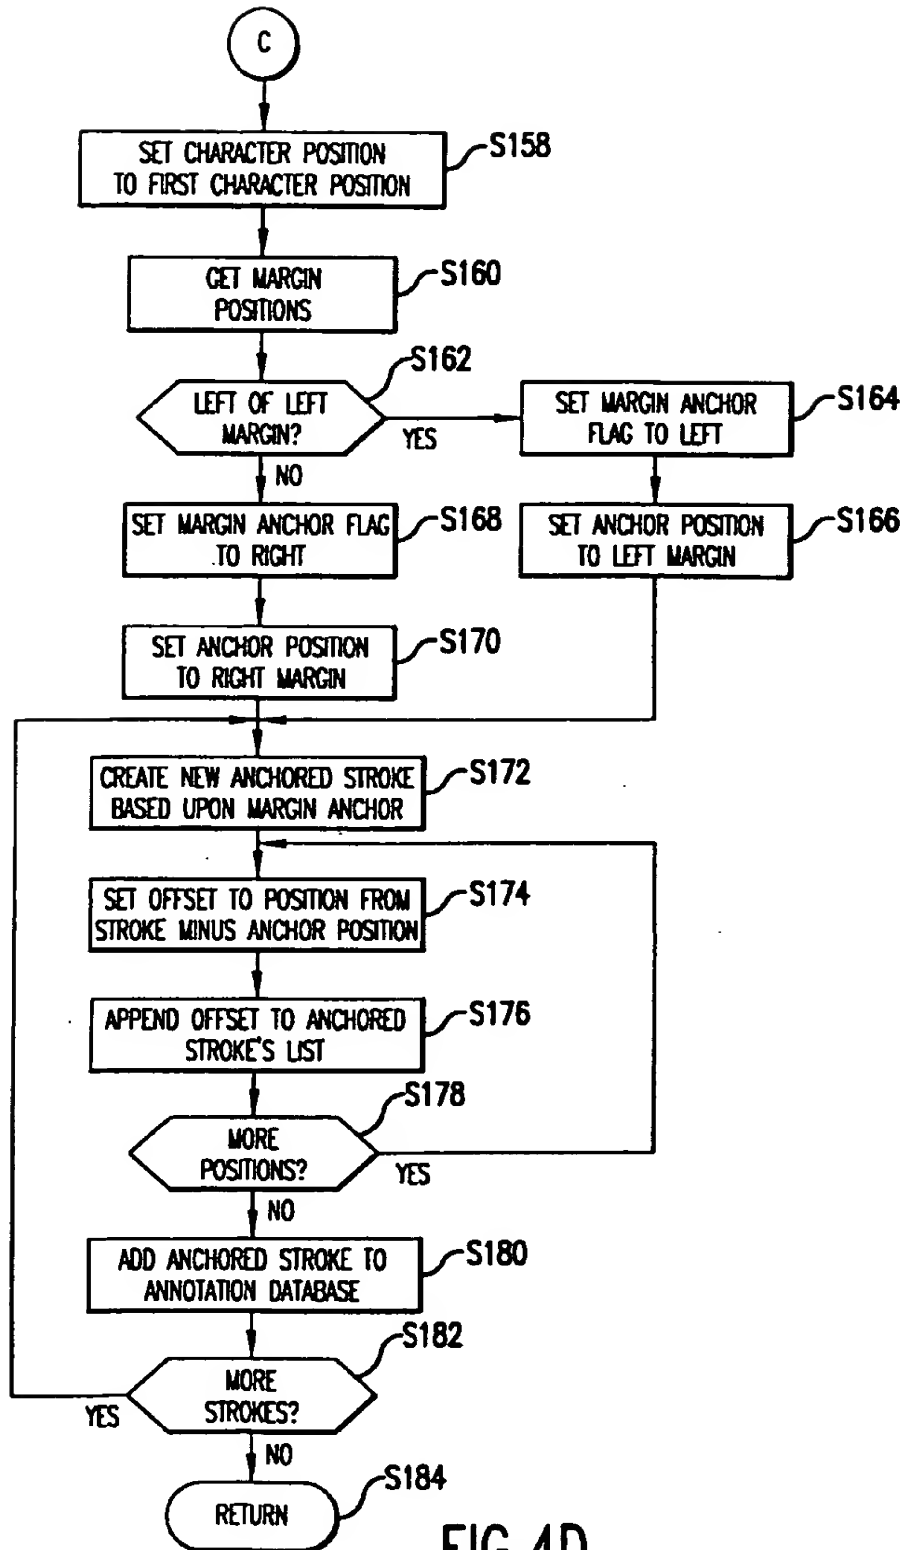 C
SET CHARACTER POSITION
TO FIRST CHARACTER POSITION
S158
GET MARGIN
POSITIONS
S160
LEFT OF LEFT
MARGIN?
S162
YES
NO
SET MARGIN ANCHOR
FLAG TO LEFT
S164
SET MARGIN ANCHOR FLAG
TO RIGHT
S168
SET ANCHOR POSITION
TO LEFT MARGIN
S166
SET ANCHOR POSITION
TO RIGHT MARGIN
S170
CREATE NEW ANCHORED STROKE
BASED UPON MARGIN ANCHOR
S172
SET OFFSET TO POSITION FROM
STROKE MINUS ANCHOR POSITION
S174
APPEND OFFSET TO ANCHORED
STROKE'S LIST
S176
MORE
POSITIONS?
S178
YES
NO
ADD ANCHORED STROKE TO
ANNOTATION DATABASE
S180
MORE
STROKES?
S182
YES
NO
RETURN
S184
FIG.4D